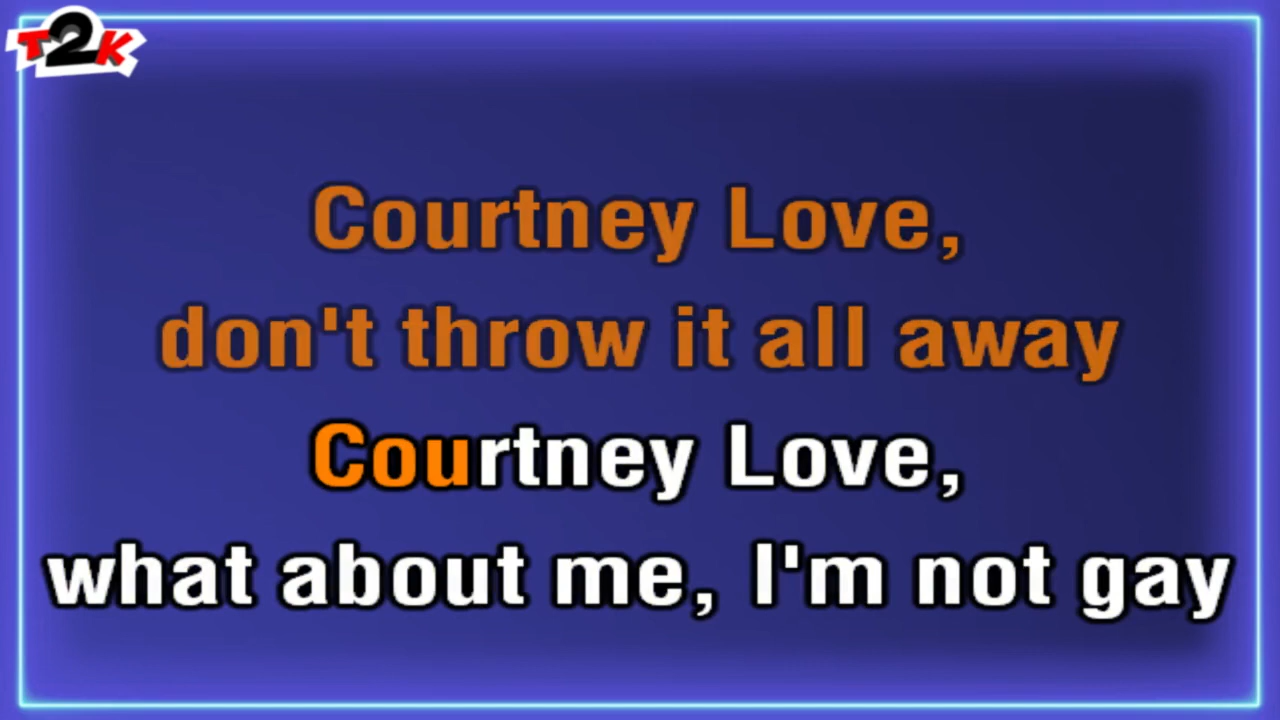 T2K
Courtney Love,
don't throw it all away
Courtney Love,
what about me, I'm not gay